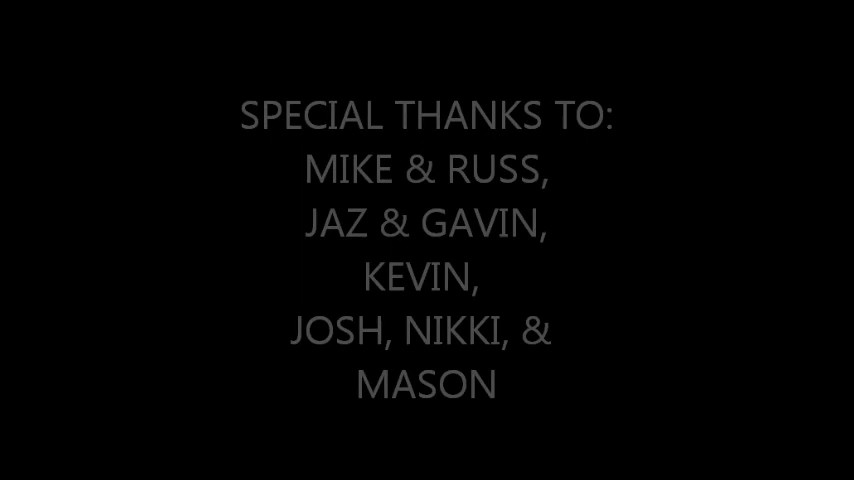 SPECIAL THANKS TO:
MIKE & RUSS,
JAZ & GAVIN,
KEVIN,
JOSH, NIKKI, &
MASON